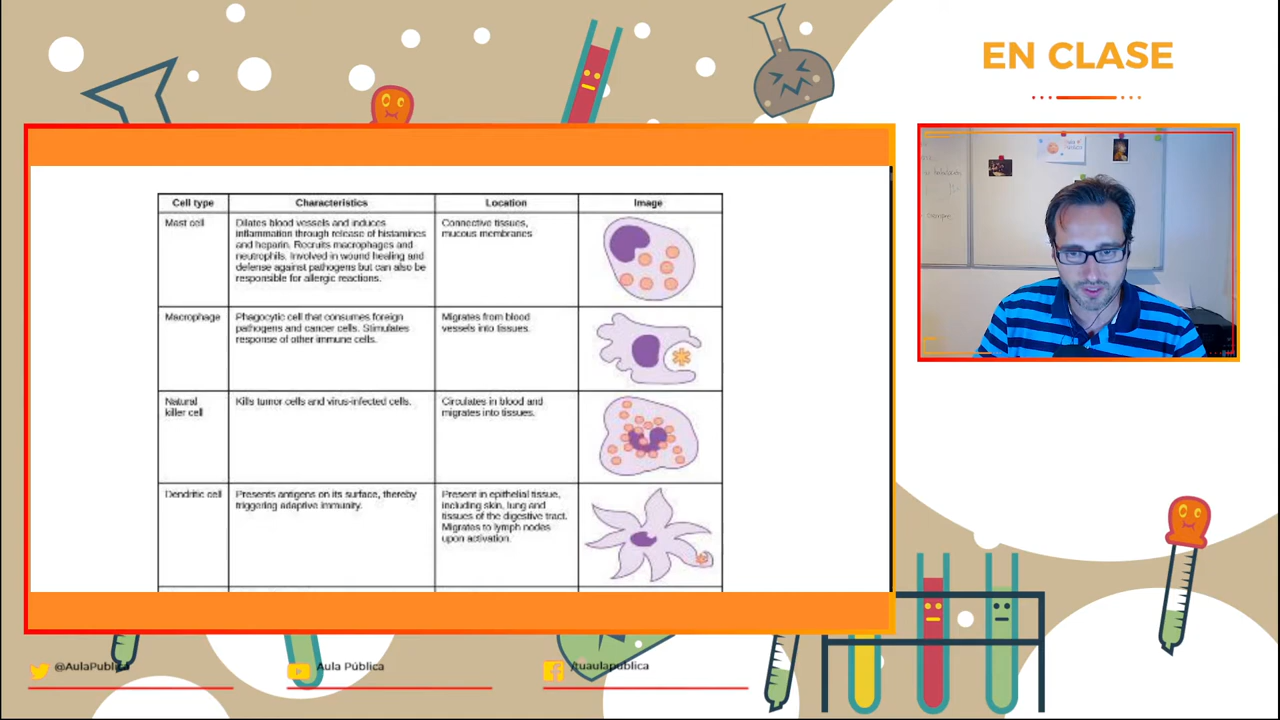 EN CLASE
Cell type
Characteristics
Location
Image
Mast cell
Dilates blood vessels and induces
inflammation through release of histamines
and heparin. Recruits macrophages and
neutrophils. Involved in wound healing and
defense against pathogens but can also be
responsible for allergic reactions.
Connective tissues,
mucous membranes
Macrophage
Phagocytic cell that consumes foreign
pathogens and cancer cells. Stimulates
response of other immune cells.
Migrates from blood
vessels into tissues.
Natural
killer cell
Kills tumor cells and virus-infected cells.
Circulates in blood and
migrates into tissues.
Dendritic cell
Presents antigens on its surface, thereby
triggering adaptive immunity.
Present in epithelial tissue,
including skin, lung and
tissues of the digestive tract.
Migrates to lymph nodes
upon activation.
@AulaPublica
Aula Pública
/tuaulapublica